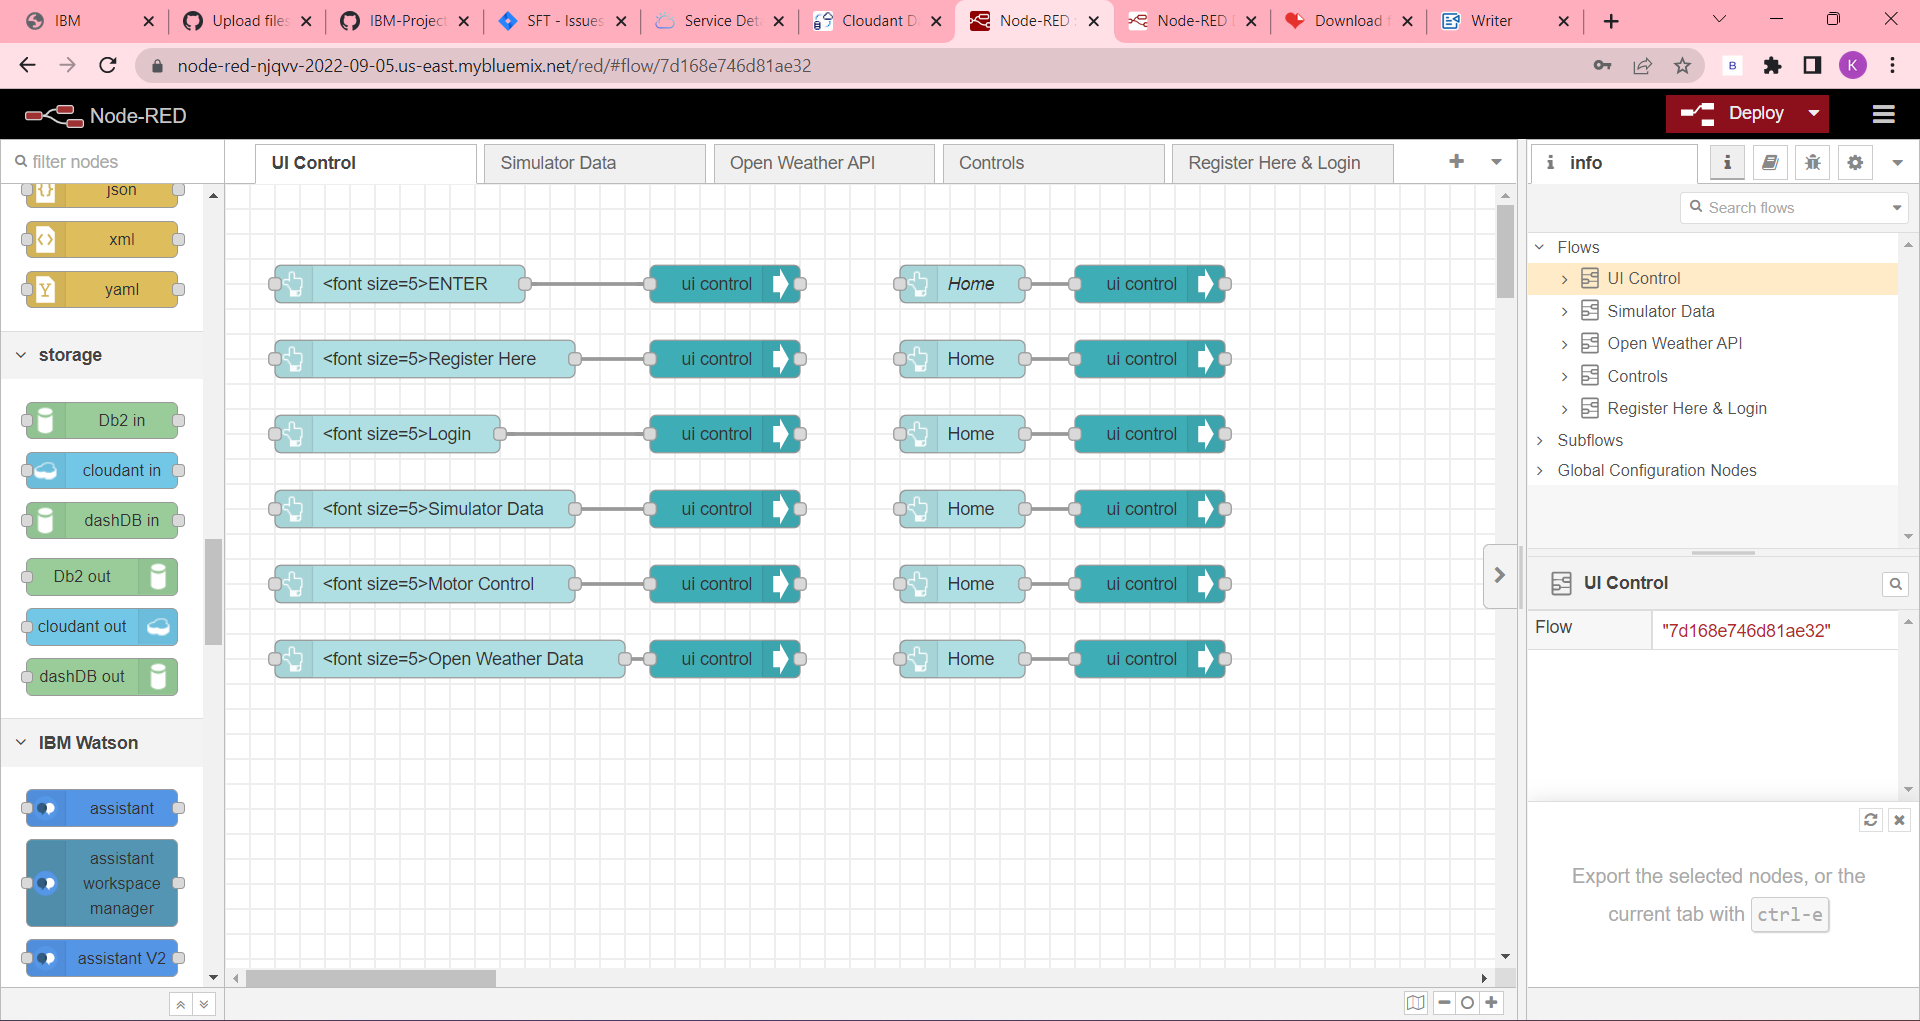 IBM
Upload files
IBM-Project
SFT - Issues
Service Det
Cloudant D
Node-RED :
Node-RED
Download f
Writer
node-red-njqvv-2022-09-05.us-east.mybluemix.net/red/#flow/7d168e746d81ae32
B
K
Node-RED
Deploy
filter nodes
UI Control
Simulator Data
Open Weather API
Controls
Register Here & Login
i info
i
json
xml
yaml
storage
Db2 in
cloudant in
dashDB in
Db2 out
cloudant out
dashDB out
IBM Watson
assistant
assistant
workspace
manager
assistant V2
<font size=5>ENTER
ui control
Home
ui control
<font size=5>Register Here
ui control
Home
ui control
<font size=5>Login
ui control
Home
ui control
<font size=5>Simulator Data
ui control
Home
ui control
<font size=5>Motor Control
ui control
Home
ui control
<font size=5>Open Weather Data
ui control
Home
ui control
Search flows
Flows
UI Control
Simulator Data
Open Weather API
Controls
Register Here & Login
Subflows
Global Configuration Nodes
UI Control
Flow
"7d168e746d81ae32"
Export the selected nodes, or the
current tab with ctrl-e